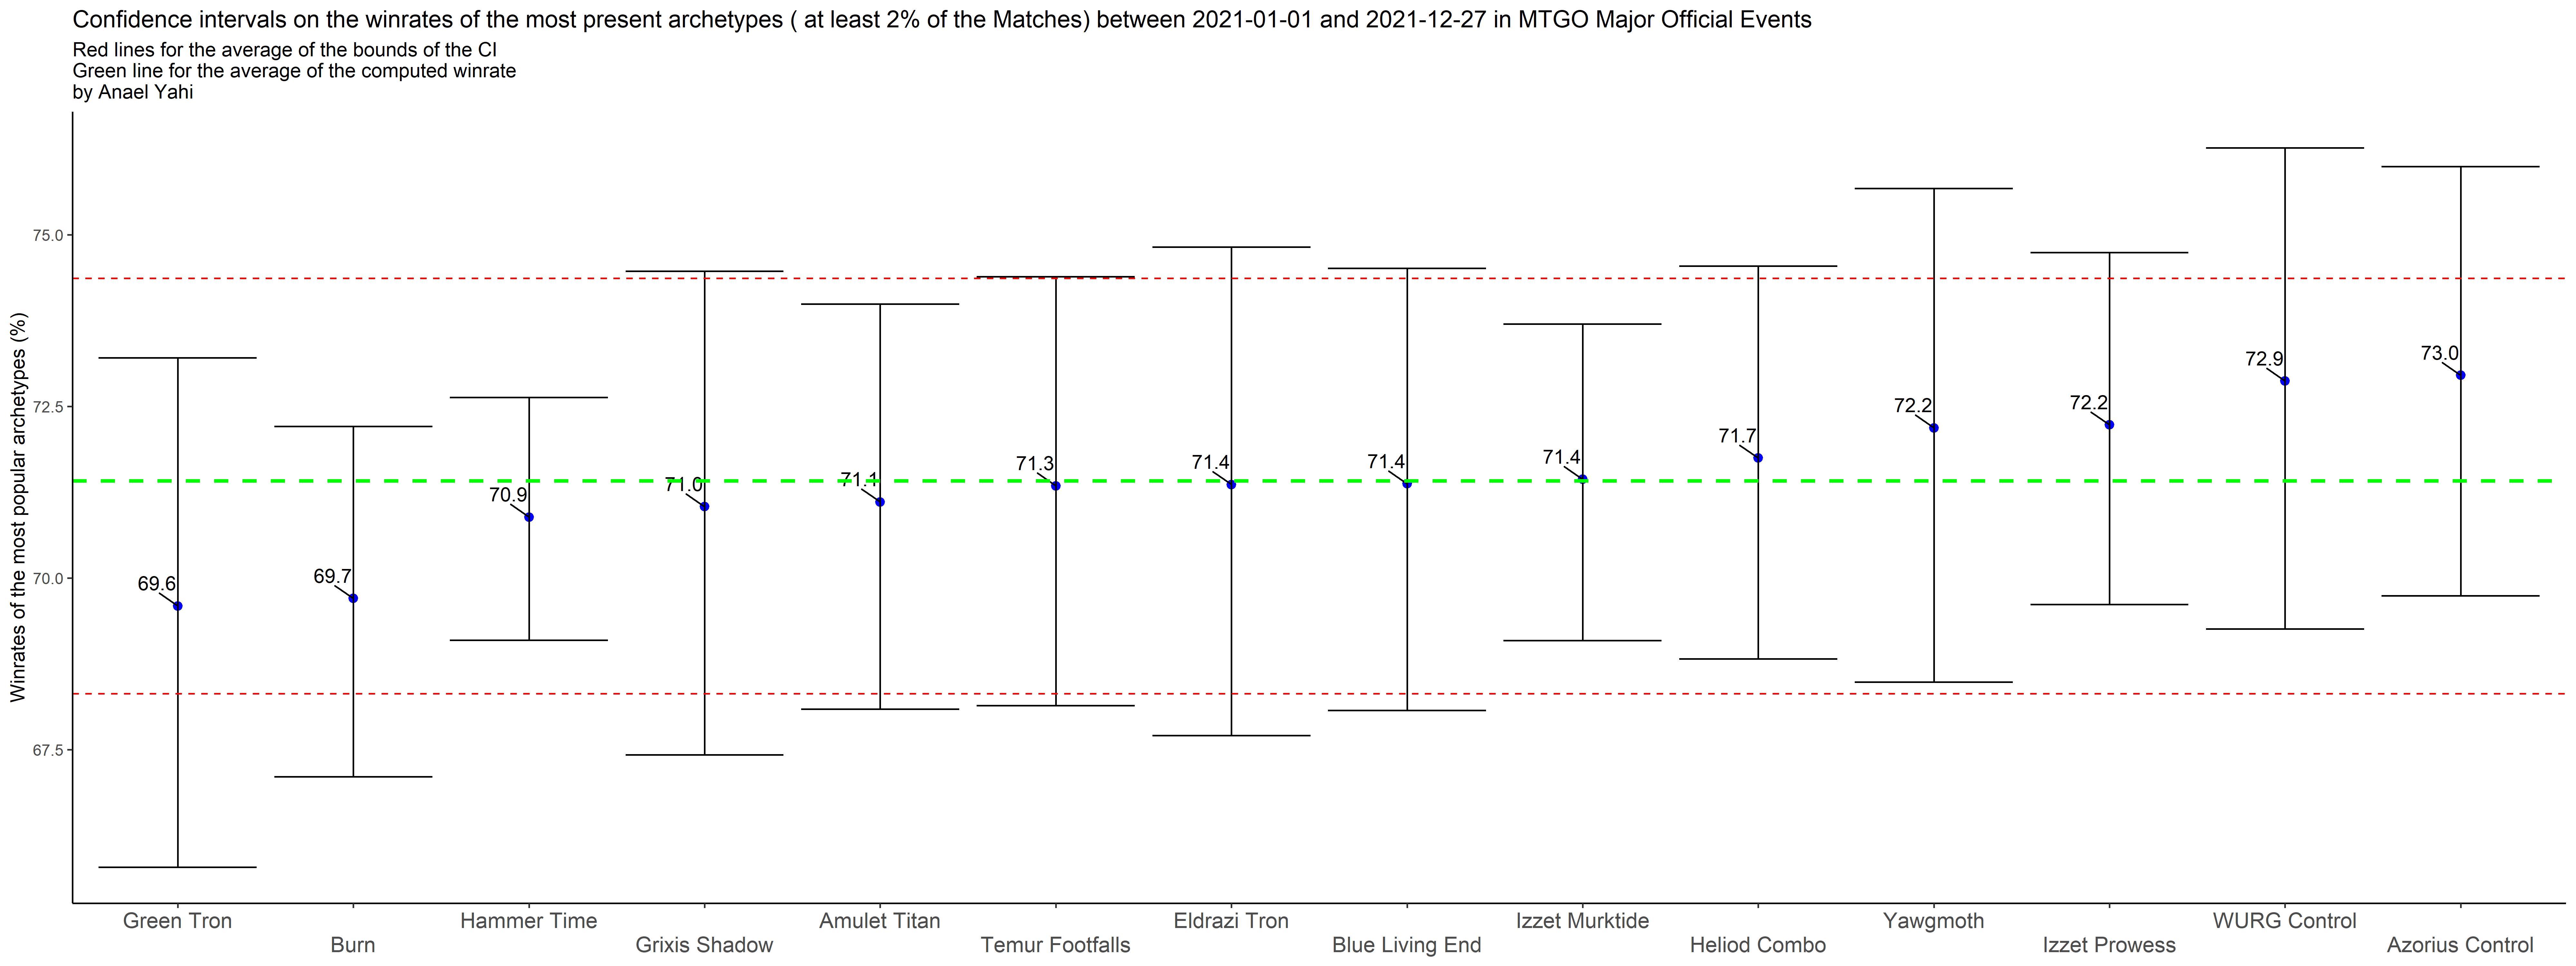 Confidence intervals on the winrates of the most present archetypes ( at least 2% of the Matches) between 2021-01-01 and 2021-12-27 in MTGO Major Official Events
Red lines for the average of the bounds of the CI
Green line for the average of the computed winrate
by Anael Yahi
Winrates of the most popular archetypes (%)
75.0
72.5
70.0
67.5
69.6
69.7
70.9
71.0
71.1
71.3
71.4
71.4
71.4
71.7
72.2
72.2
72.9
73.0
Green Tron
Burn
Hammer Time
Grixis Shadow
Amulet Titan
Temur Footfalls
Eldrazi Tron
Blue Living End
Izzet Murktide
Heliod Combo
Yawgmoth
Izzet Prowess
WURG Control
Azorius Control